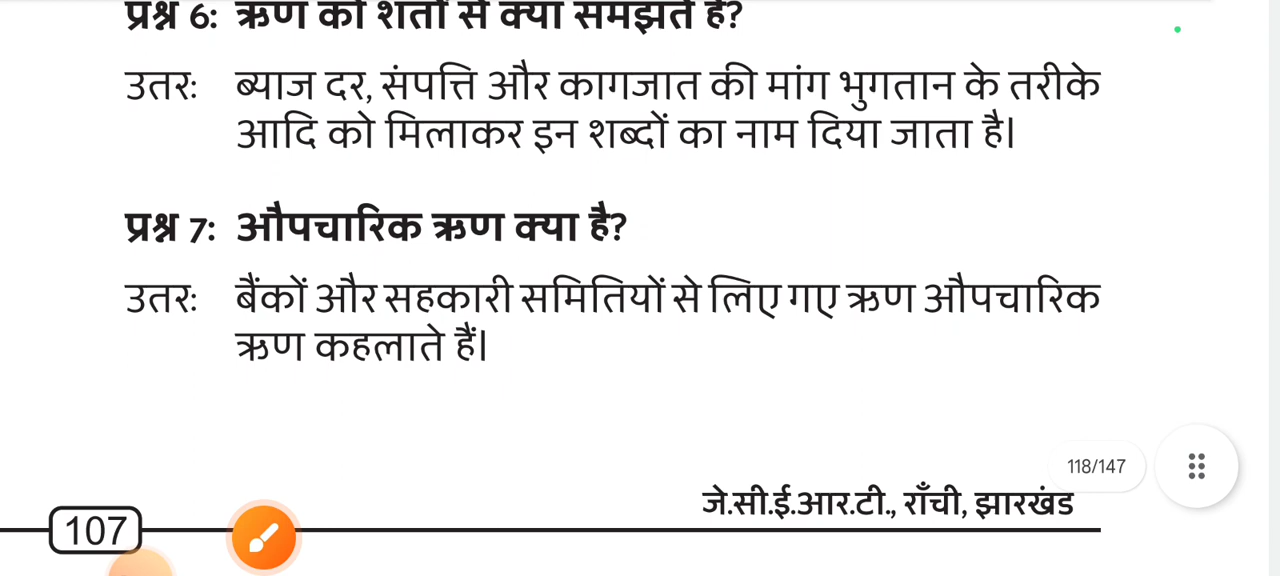 प्रश्न 6: ऋण की शर्तों से क्या समझते हैं?
उतर: ब्याज दर, संपत्ति और कागजात की मांग भुगतान के तरीके
आदि को मिलाकर इन शब्दों का नाम दिया जाता है।
प्रश्न 7: औपचारिक ऋण क्या है?
उतर: बैंकों और सहकारी समितियों से लिए गए ऋण औपचारिक
ऋण कहलाते हैं।
118/147
जे.सी.ई.आर.टी., राँची, झारखंड
107